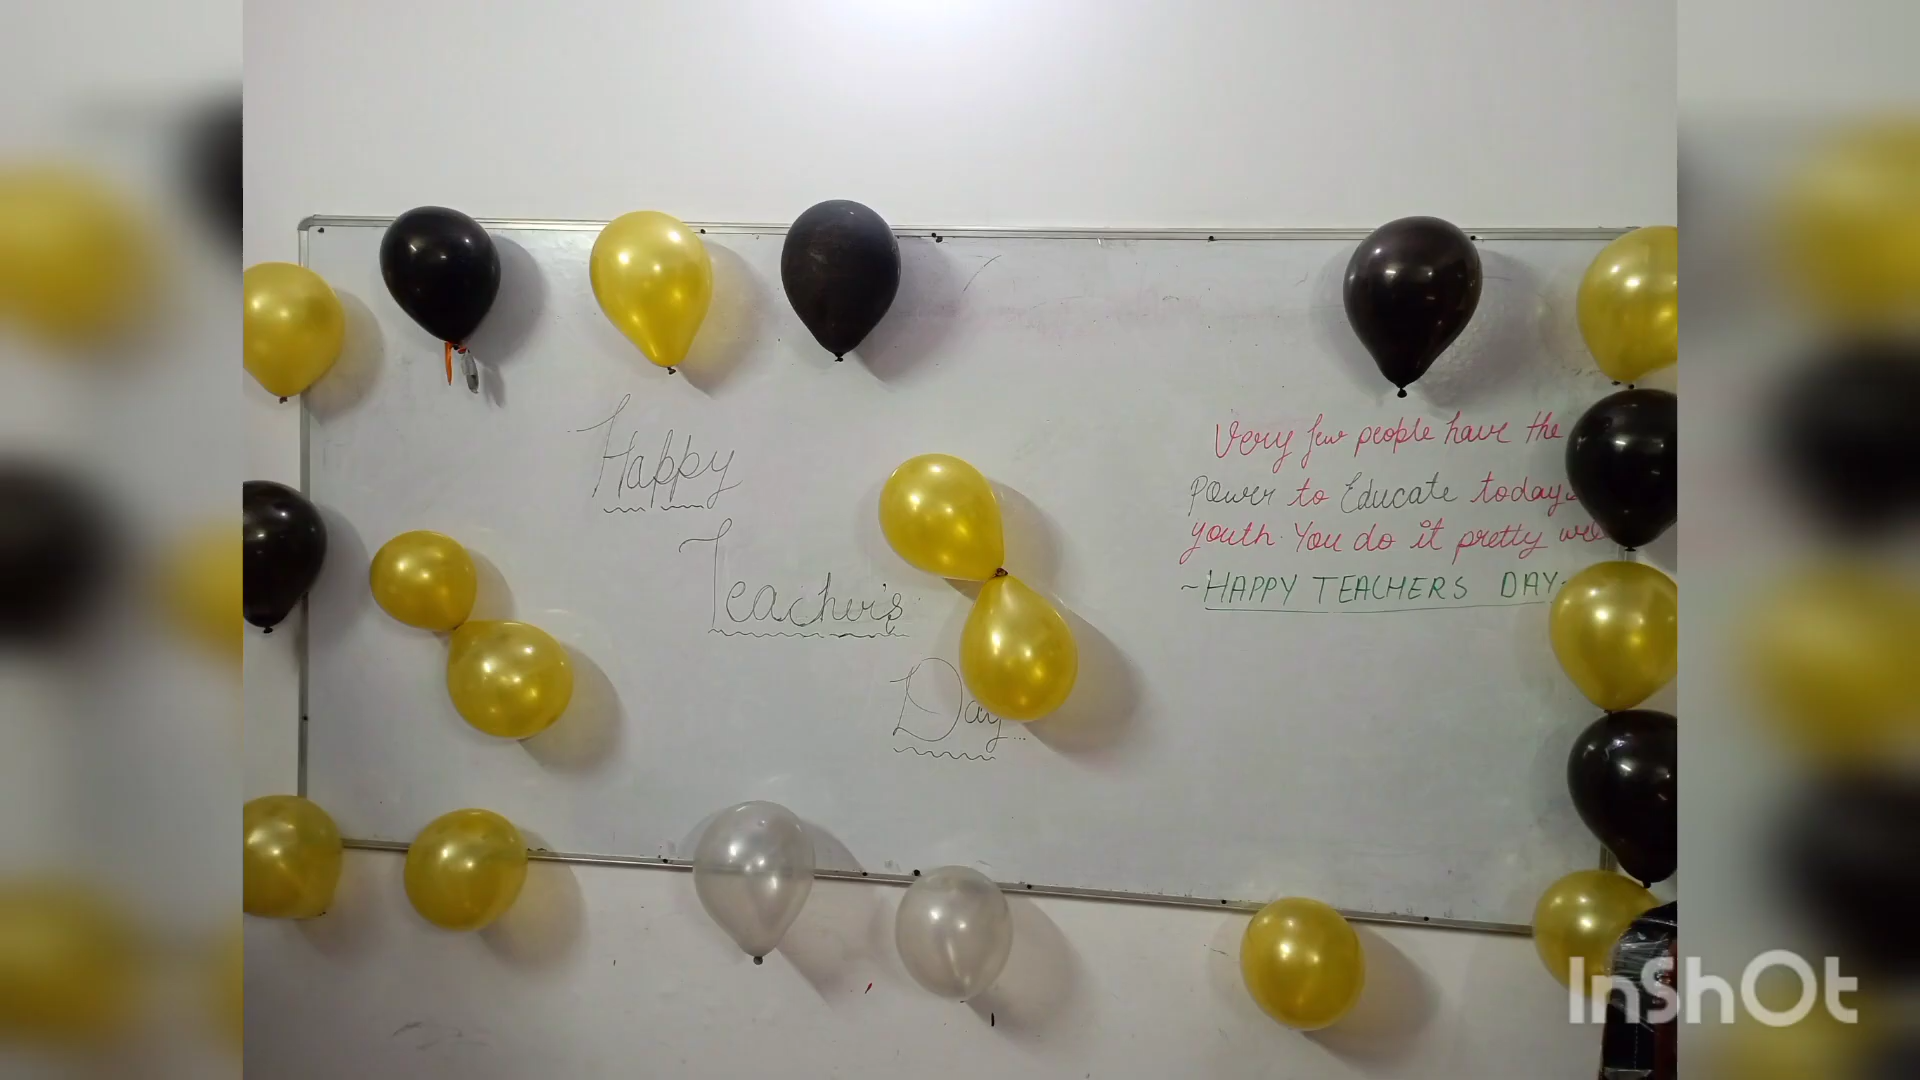 Happy
Teacher's
Day...
Very few people have the
Power to Educate today
youth. You do it pretty
~HAPPY TEACHERS DAY~
InShOt